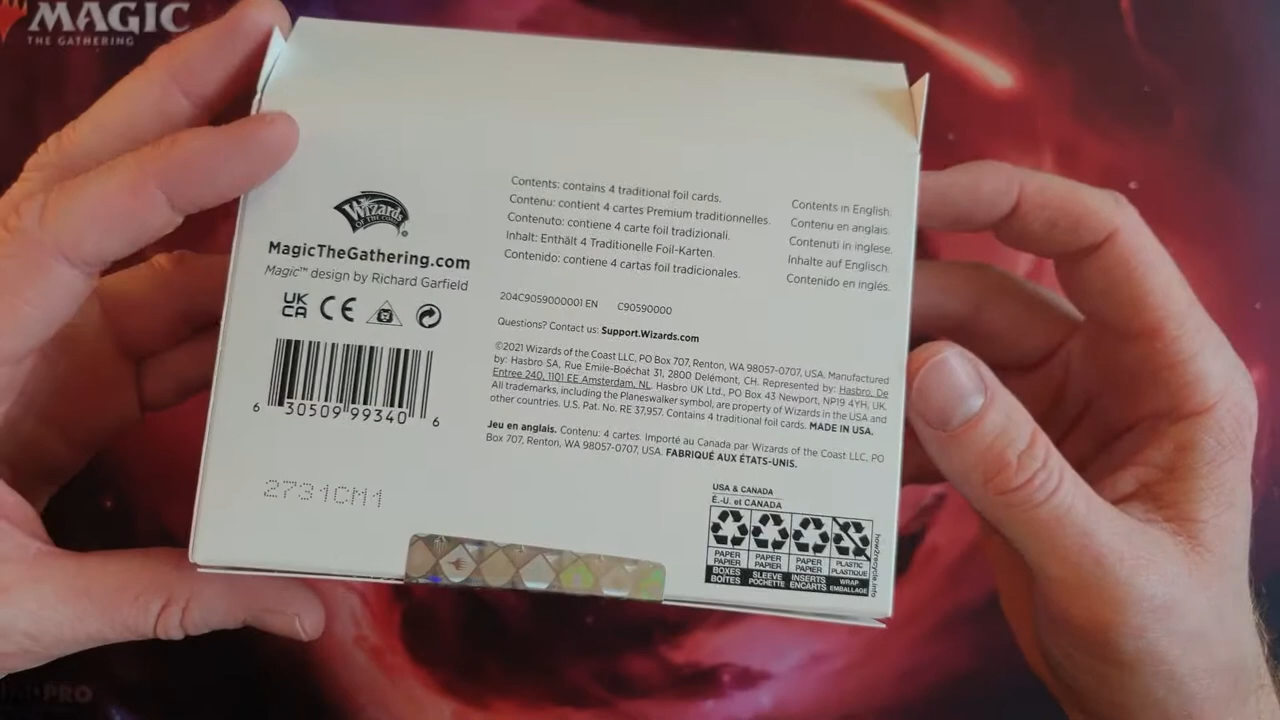 MAGIC
THE GATHERING
Wizards
OF THE COAST
MagicTheGathering.com
Magic™ design by Richard Garfield
UK
CA CE
6 30509 99340 6
2731CM1
Contents: contains 4 traditional foil cards.
Contenu: contient 4 cartes Premium traditionnelles.
Contenuto: contiene 4 carte foil tradizionali.
Inhalt: Enthält 4 Traditionelle Foil-Karten.
Contenido: contiene 4 cartas foil tradicionales.
Contents in English.
Contenu en anglais.
Contenuti in inglese.
Inhalte auf Englisch.
Contenido en inglés.
204C9059000001 EN C90590000
Questions? Contact us: Support.Wizards.com
©2021 Wizards of the Coast LLC, PO Box 707, Renton, WA 98057-0707, USA. Manufactured
by: Hasbro SA, Rue Emile-Boéchat 31, 2800 Delémont, CH. Represented by: Hasbro, De
Entree 240, 1101 EE Amsterdam, NL. Hasbro UK Ltd., PO Box 43 Newport, NP19 4YH, UK.
All trademarks, including the Planeswalker symbol, are property of Wizards in the USA and
other countries. U.S. Pat. No. RE 37,957. Contains 4 traditional foil cards. MADE IN USA.
Jeu en anglais. Contenu: 4 cartes. Importé au Canada par Wizards of the Coast LLC, PO
Box 707, Renton, WA 98057-0707, USA. FABRIQUÉ AUX ÉTATS-UNIS.
USA & CANADA
É.-U. et CANADA
PAPER PAPER PAPER PLASTIC
PAPIER PAPIER PAPIER PLASTIQUE
BOXES SLEEVE INSERTS WRAP
BOÎTES POCHETTE ENCARTS EMBALLAGE
how2recycle.info
PRO